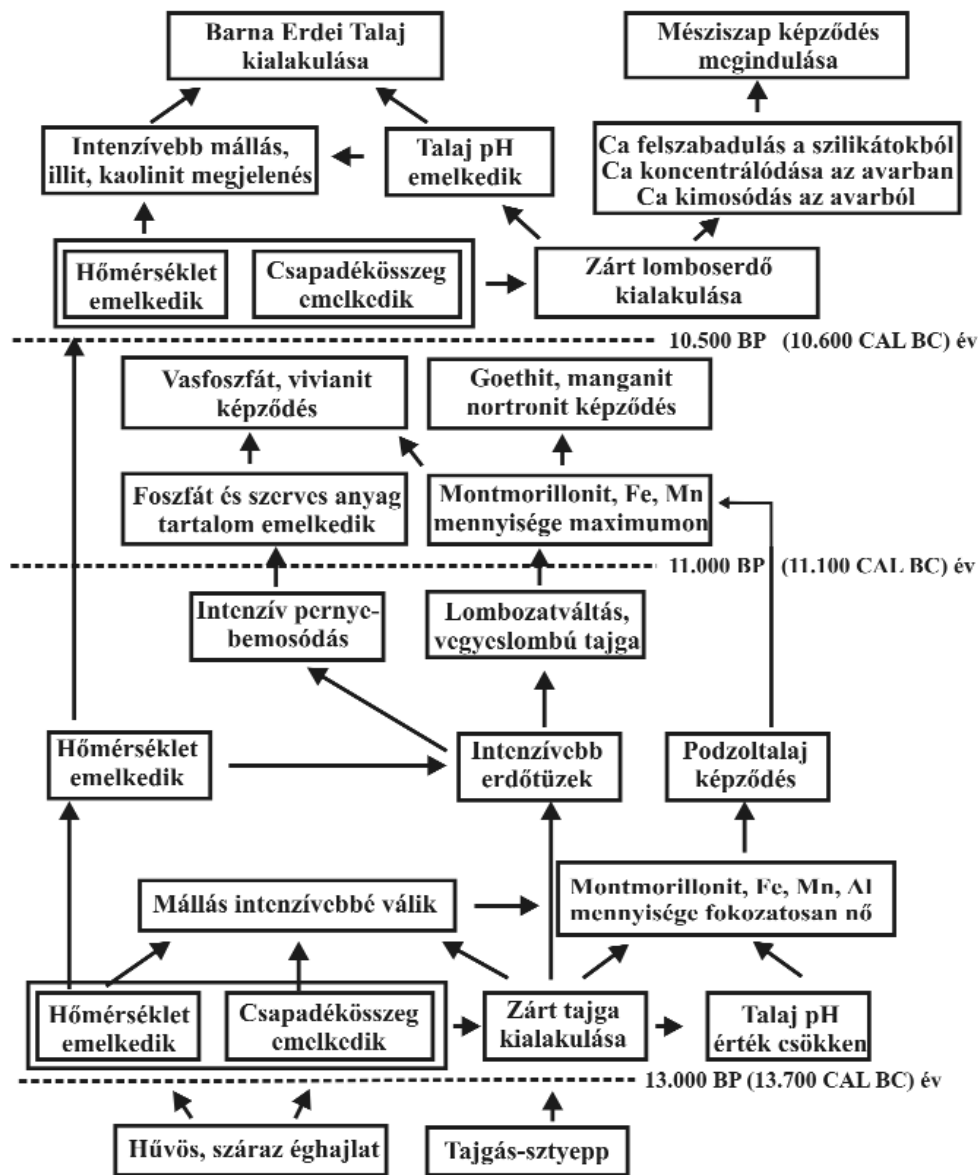 Barna Erdei Talaj
kialakulása
Mésziszap képződés
megindulása
Intenzívebb mállás,
illit, kaolinit megjelenés
Talaj pH
emelkedik
Ca felszabadulás a szilikátokból
Ca koncentrálódása az avarban
Ca kimosódás az avarból
Hőmérséklet
emelkedik
Csapadékösszeg
emelkedik
Zárt lomboserdő
kialakulása
10.500 BP (10.600 CAL BC) év
Vasfoszfát, vivianit
képződés
Goethit, manganit
nortronit képződés
Foszfát és szerves anyag
tartalom emelkedik
Montmorillonit, Fe, Mn
mennyisége maximumon
11.000 BP (11.100 CAL BC) év
Intenzív pernye-
bemosódás
Lombozatváltás,
vegyeslombú tajga
Hőmérséklet
emelkedik
Intenzívebb
erdőtüzek
Podzoltalaj
képződés
Mállás intenzívebbé válik
Montmorillonit, Fe, Mn, Al
mennyisége fokozatosan nő
Hőmérséklet
emelkedik
Csapadékösszeg
emelkedik
Zárt tajga
kialakulása
Talaj pH
érték csökken
13.000 BP (13.700 CAL BC) év
Hűvös, száraz éghajlat
Tajgás-sztyepp